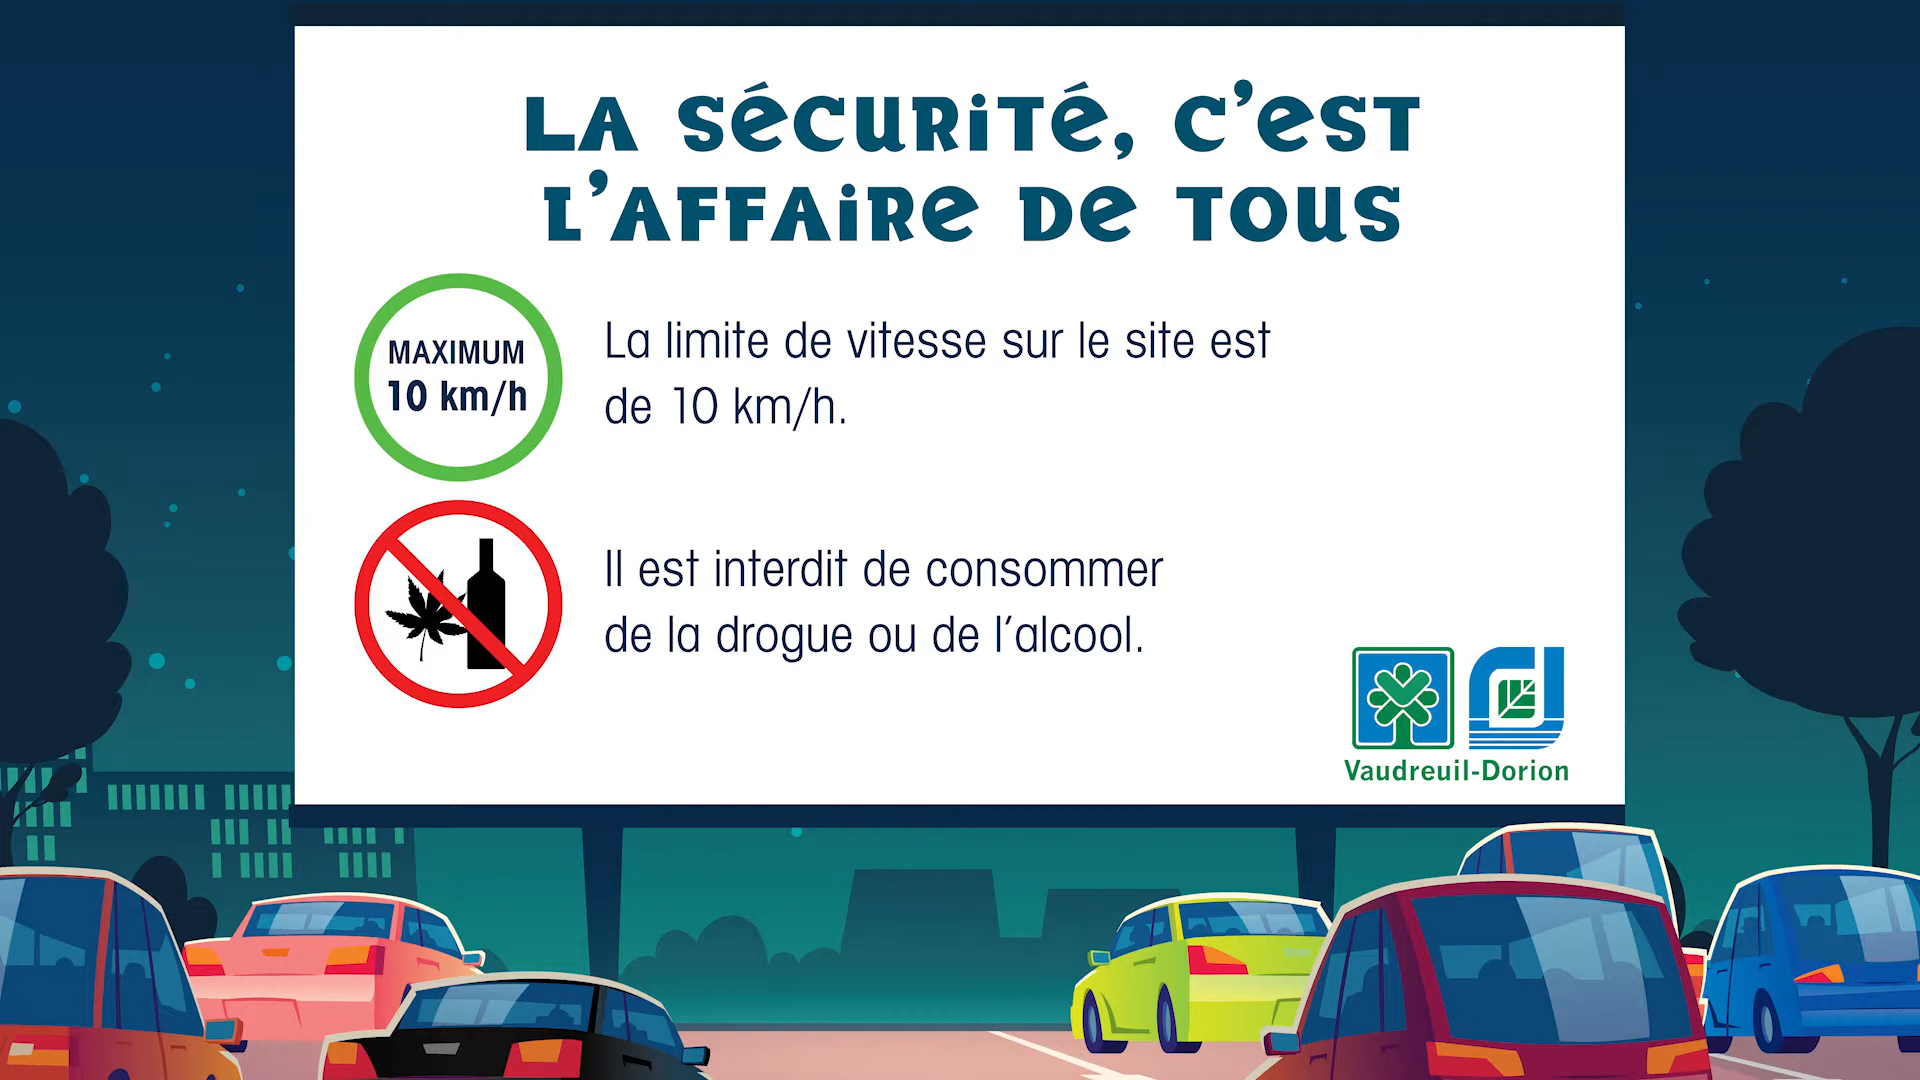 LA SÉCURITÉ, C'EST
L'AFFAIRE DE TOUS
MAXIMUM
10 km/h
La limite de vitesse sur le site est
de 10 km/h.
Il est interdit de consommer
de la drogue ou de l'alcool.
Vaudreuil-Dorion